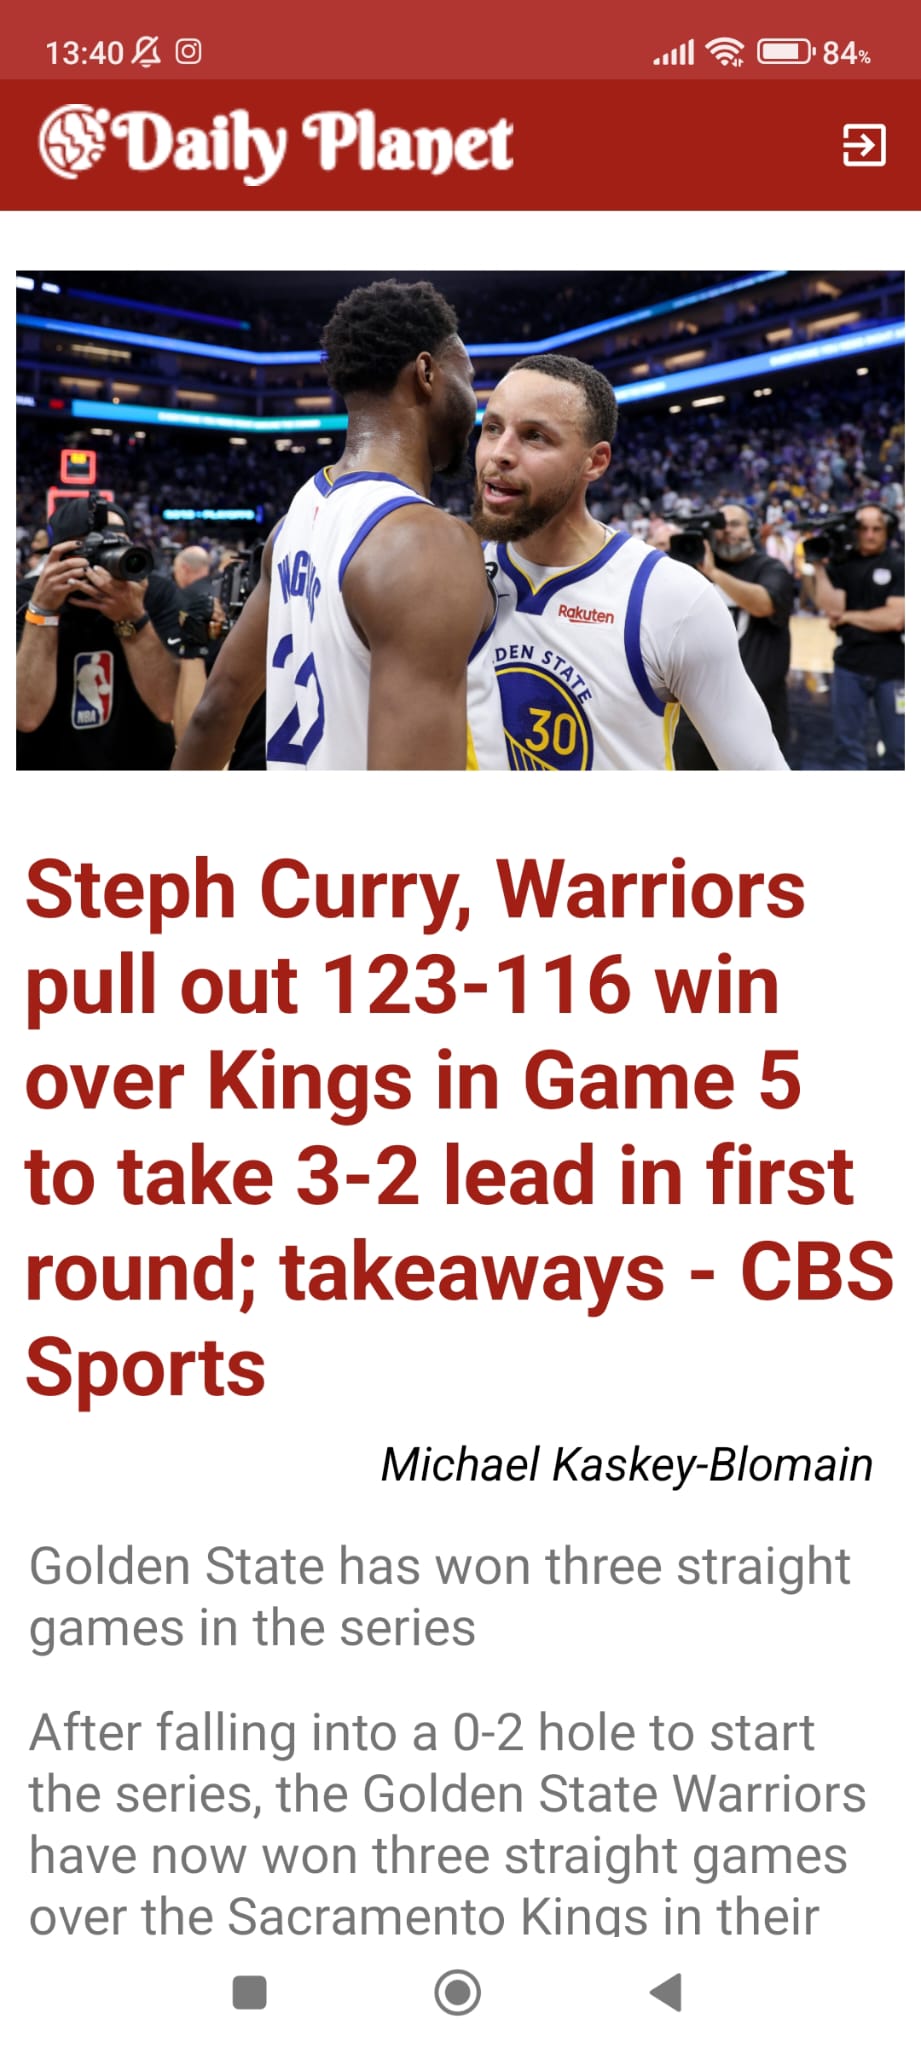 13:40
84%
Daily Planet
NBA
Rakuten
DEN STATE
30
Steph Curry, Warriors
pull out 123-116 win
over Kings in Game 5
to take 3-2 lead in first
round; takeaways - CBS
Sports
Michael Kaskey-Blomain
Golden State has won three straight
games in the series
After falling into a 0-2 hole to start
the series, the Golden State Warriors
have now won three straight games
over the Sacramento Kings in their